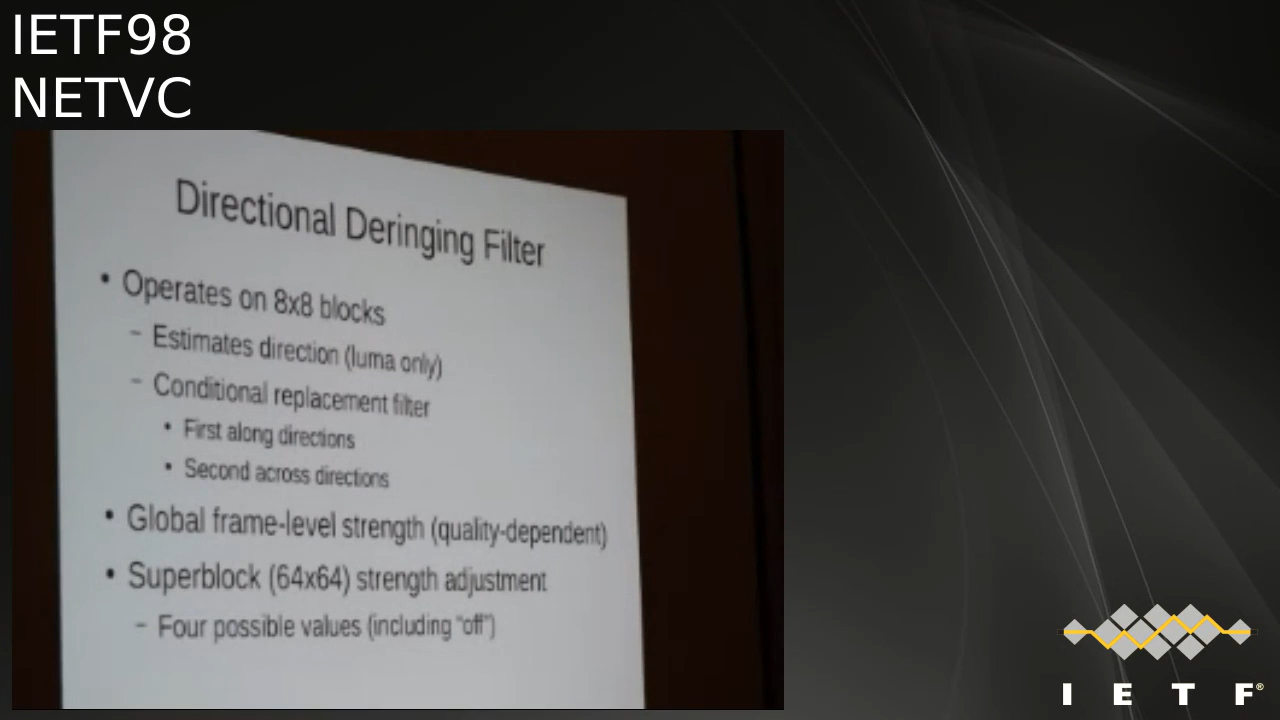 IETF98
NETVC
Directional Deringing Filter
• Operates on 8x8 blocks
– Estimates direction (luma only)
– Conditional replacement filter
• First along directions
• Second across directions
• Global frame-level strength (quality-dependent)
• Superblock (64x64) strength adjustment
– Four possible values (including "off")
I E T F®